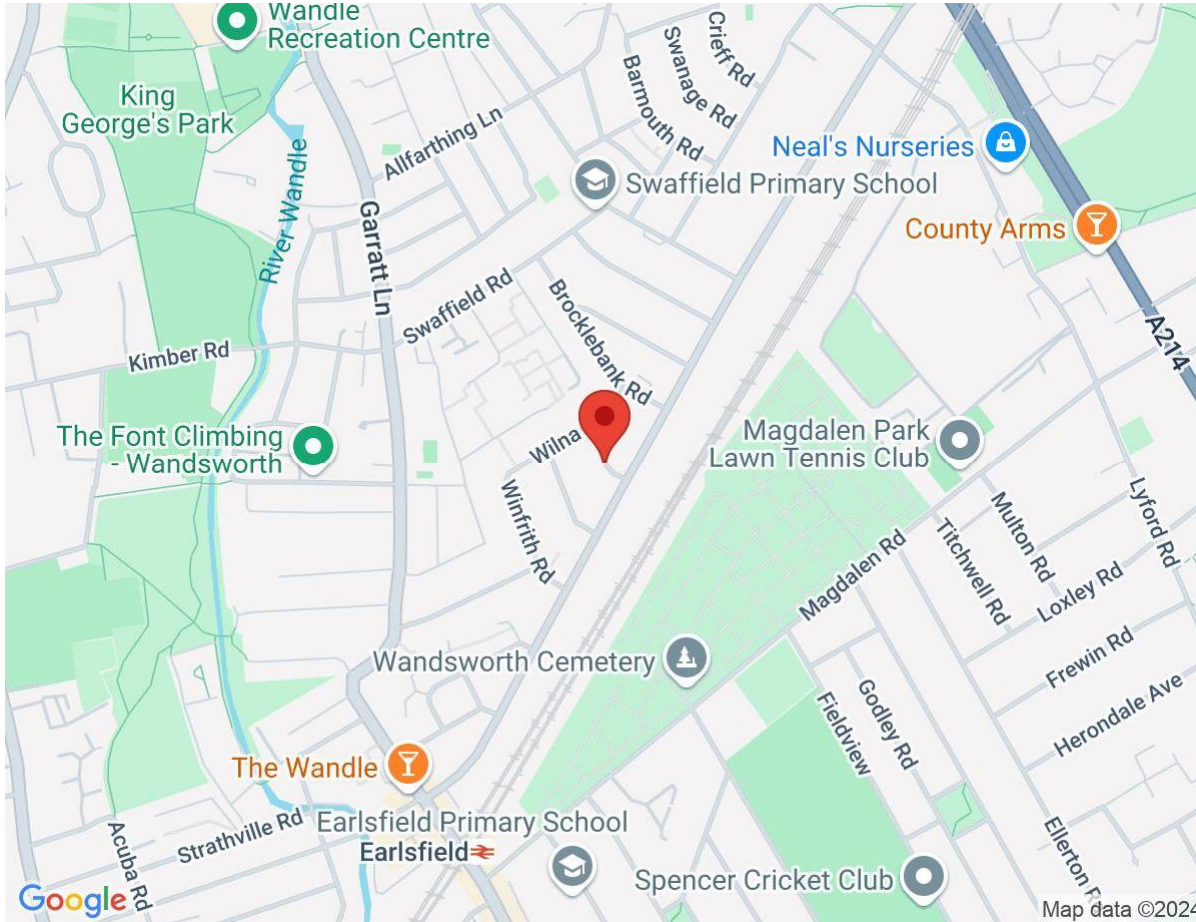 Wandle
Recreation Centre
Crieff Rd
Swanage Rd
Barmouth Rd
King
George's Park
Allfarthing Ln
Neal's Nurseries
River Wandle
Swaffield Primary School
County Arms
Garratt Ln
Swaffield Rd
Brocklebank Rd
A214
Kimber Rd
Wilna
The Font Climbing
- Wandsworth
Magdalen Park
Lawn Tennis Club
Winfrith Rd
Lyford Rd
Multon Rd
Titchwell Rd
Magdalen Rd
Loxley Rd
Wandsworth Cemetery
Frewin Rd
Godley Rd
Fieldview
Herondale Ave
The Wandle
Strathville Rd
Acuba Rd
Earlsfield Primary School
Earlsfield
Ellerton R
Spencer Cricket Club
Google
Map data ©2024